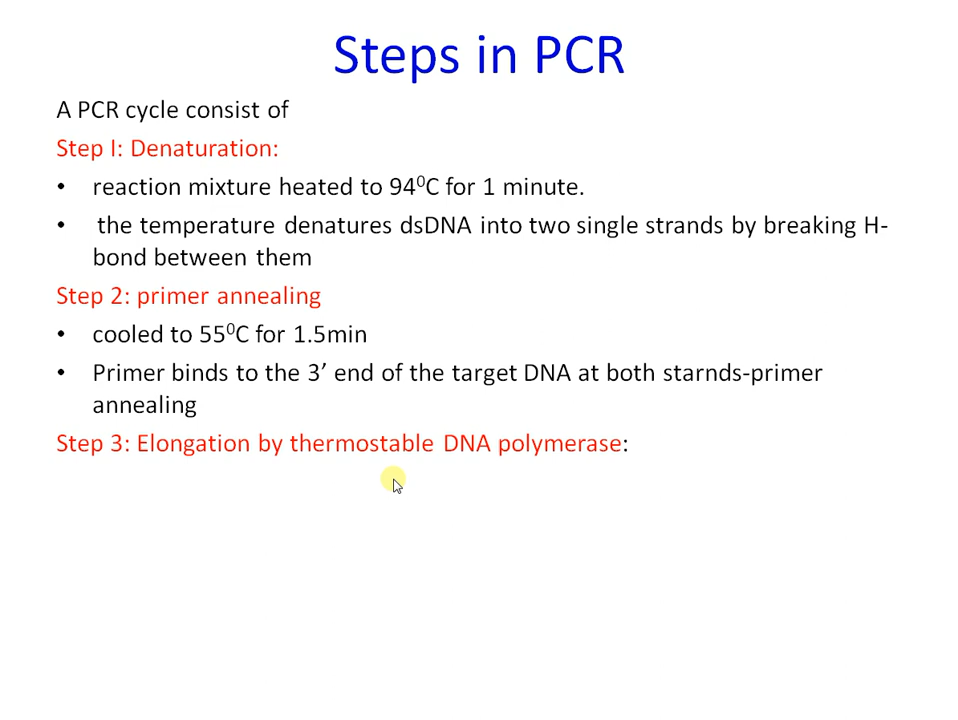 Steps in PCR
A PCR cycle consist of
Step I: Denaturation:
• reaction mixture heated to 94⁰C for 1 minute.
• the temperature denatures dsDNA into two single strands by breaking H-
bond between them
Step 2: primer annealing
• cooled to 55⁰C for 1.5min
• Primer binds to the 3’ end of the target DNA at both starnds-primer
annealing
Step 3: Elongation by thermostable DNA polymerase: